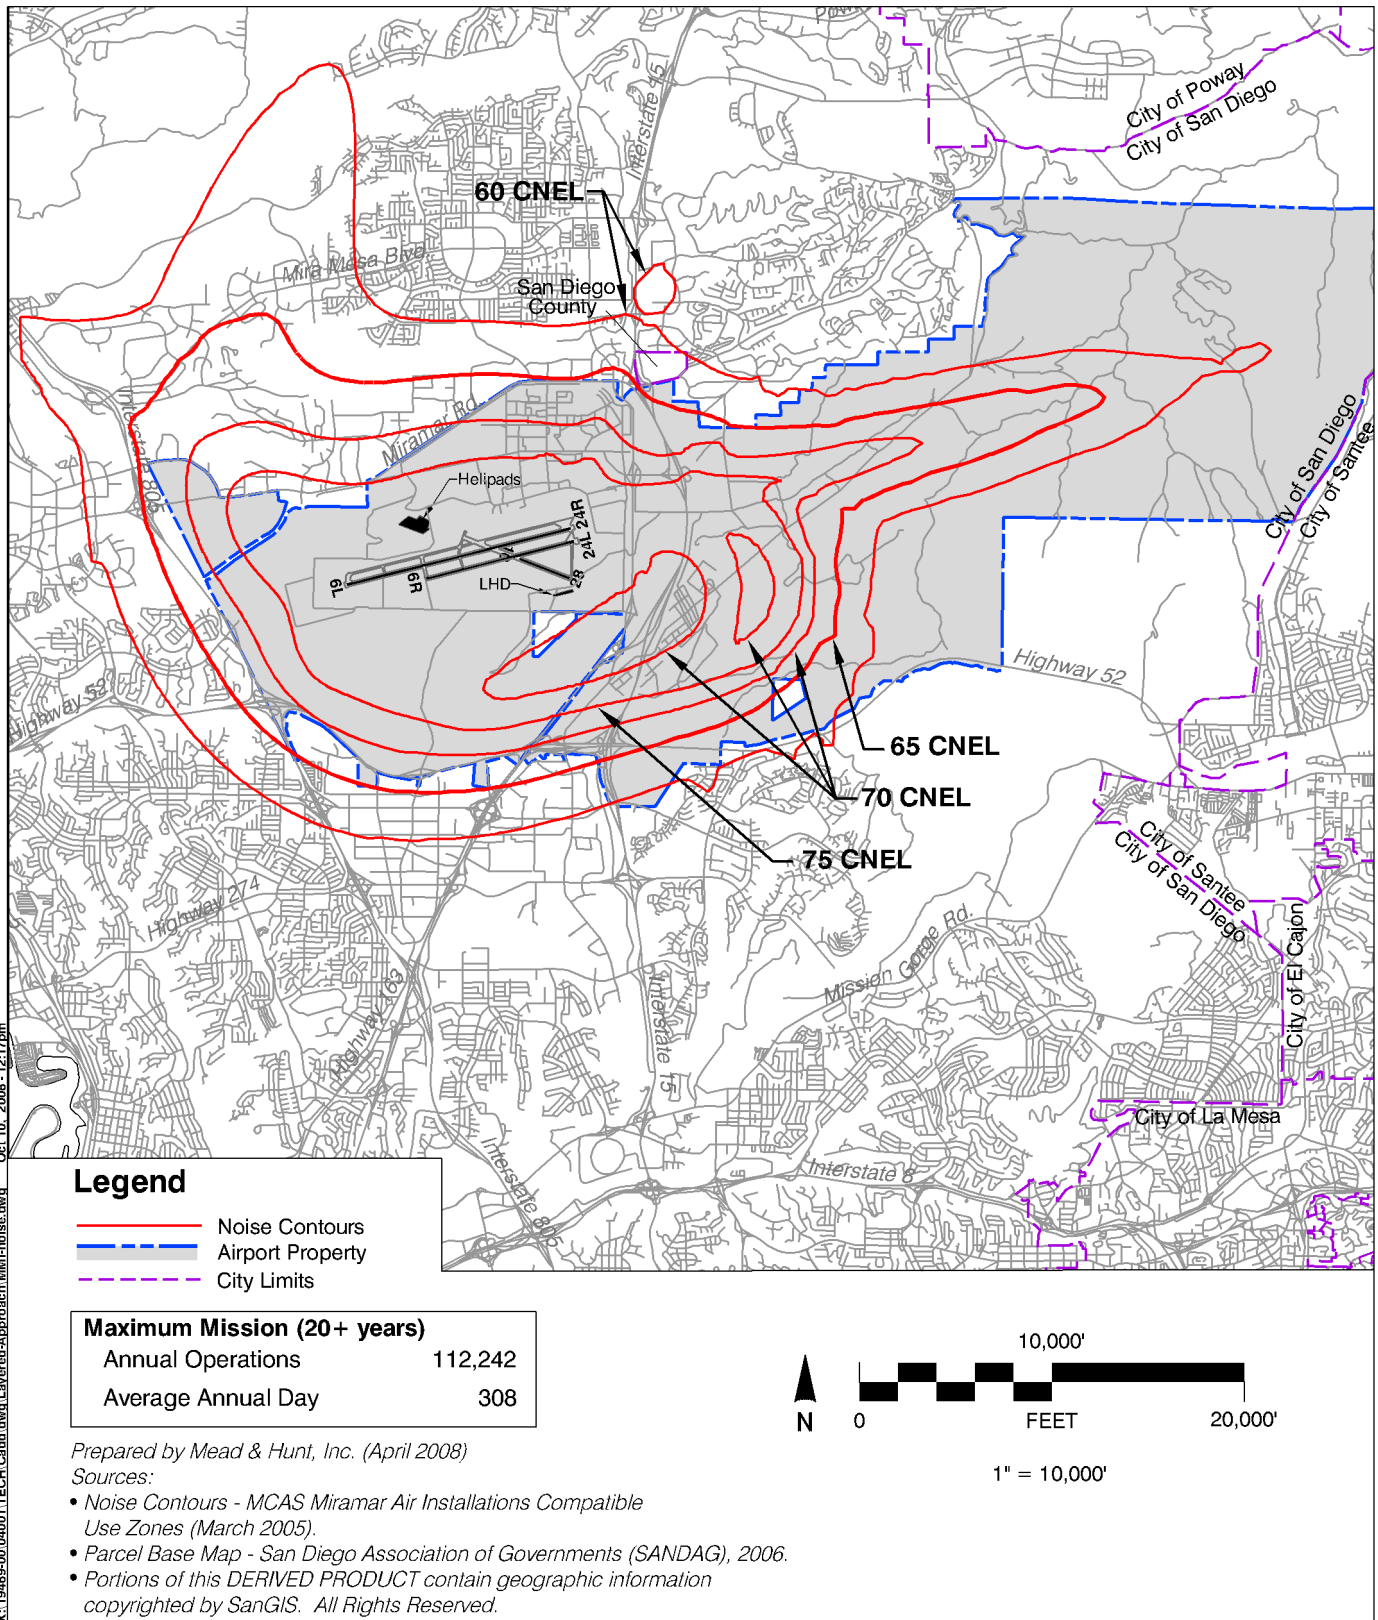 Pow
Interstate 15
City of Poway
City of San Diego
60 CNEL
Mira Mesa Blvd.
San Diego
County
Interstate 805
Miramar Rd.
Helipads
City of San Diego
City of Santee
24R
24L
6L
6R
LHD
28
Highway 52
Highway 52
65 CNEL
70 CNEL
75 CNEL
City of Santee
City of San Diego
Highway 274
City of El Cajon
Mission Gorge Rd.
Highway 163
Interstate 15
City of La Mesa
Interstate 8
Interstate 805
Legend
Noise Contours
Airport Property
City Limits
Maximum Mission (20+ years)
Annual Operations 112,242
Average Annual Day 308
10,000'
N
0 FEET 20,000'
1" = 10,000'
Prepared by Mead & Hunt, Inc. (April 2008)
Sources:
• Noise Contours - MCAS Miramar Air Installations Compatible
Use Zones (March 2005).
• Parcel Base Map - San Diego Association of Governments (SANDAG), 2006.
• Portions of this DERIVED PRODUCT contain geographic information
copyrighted by SanGIS. All Rights Reserved.